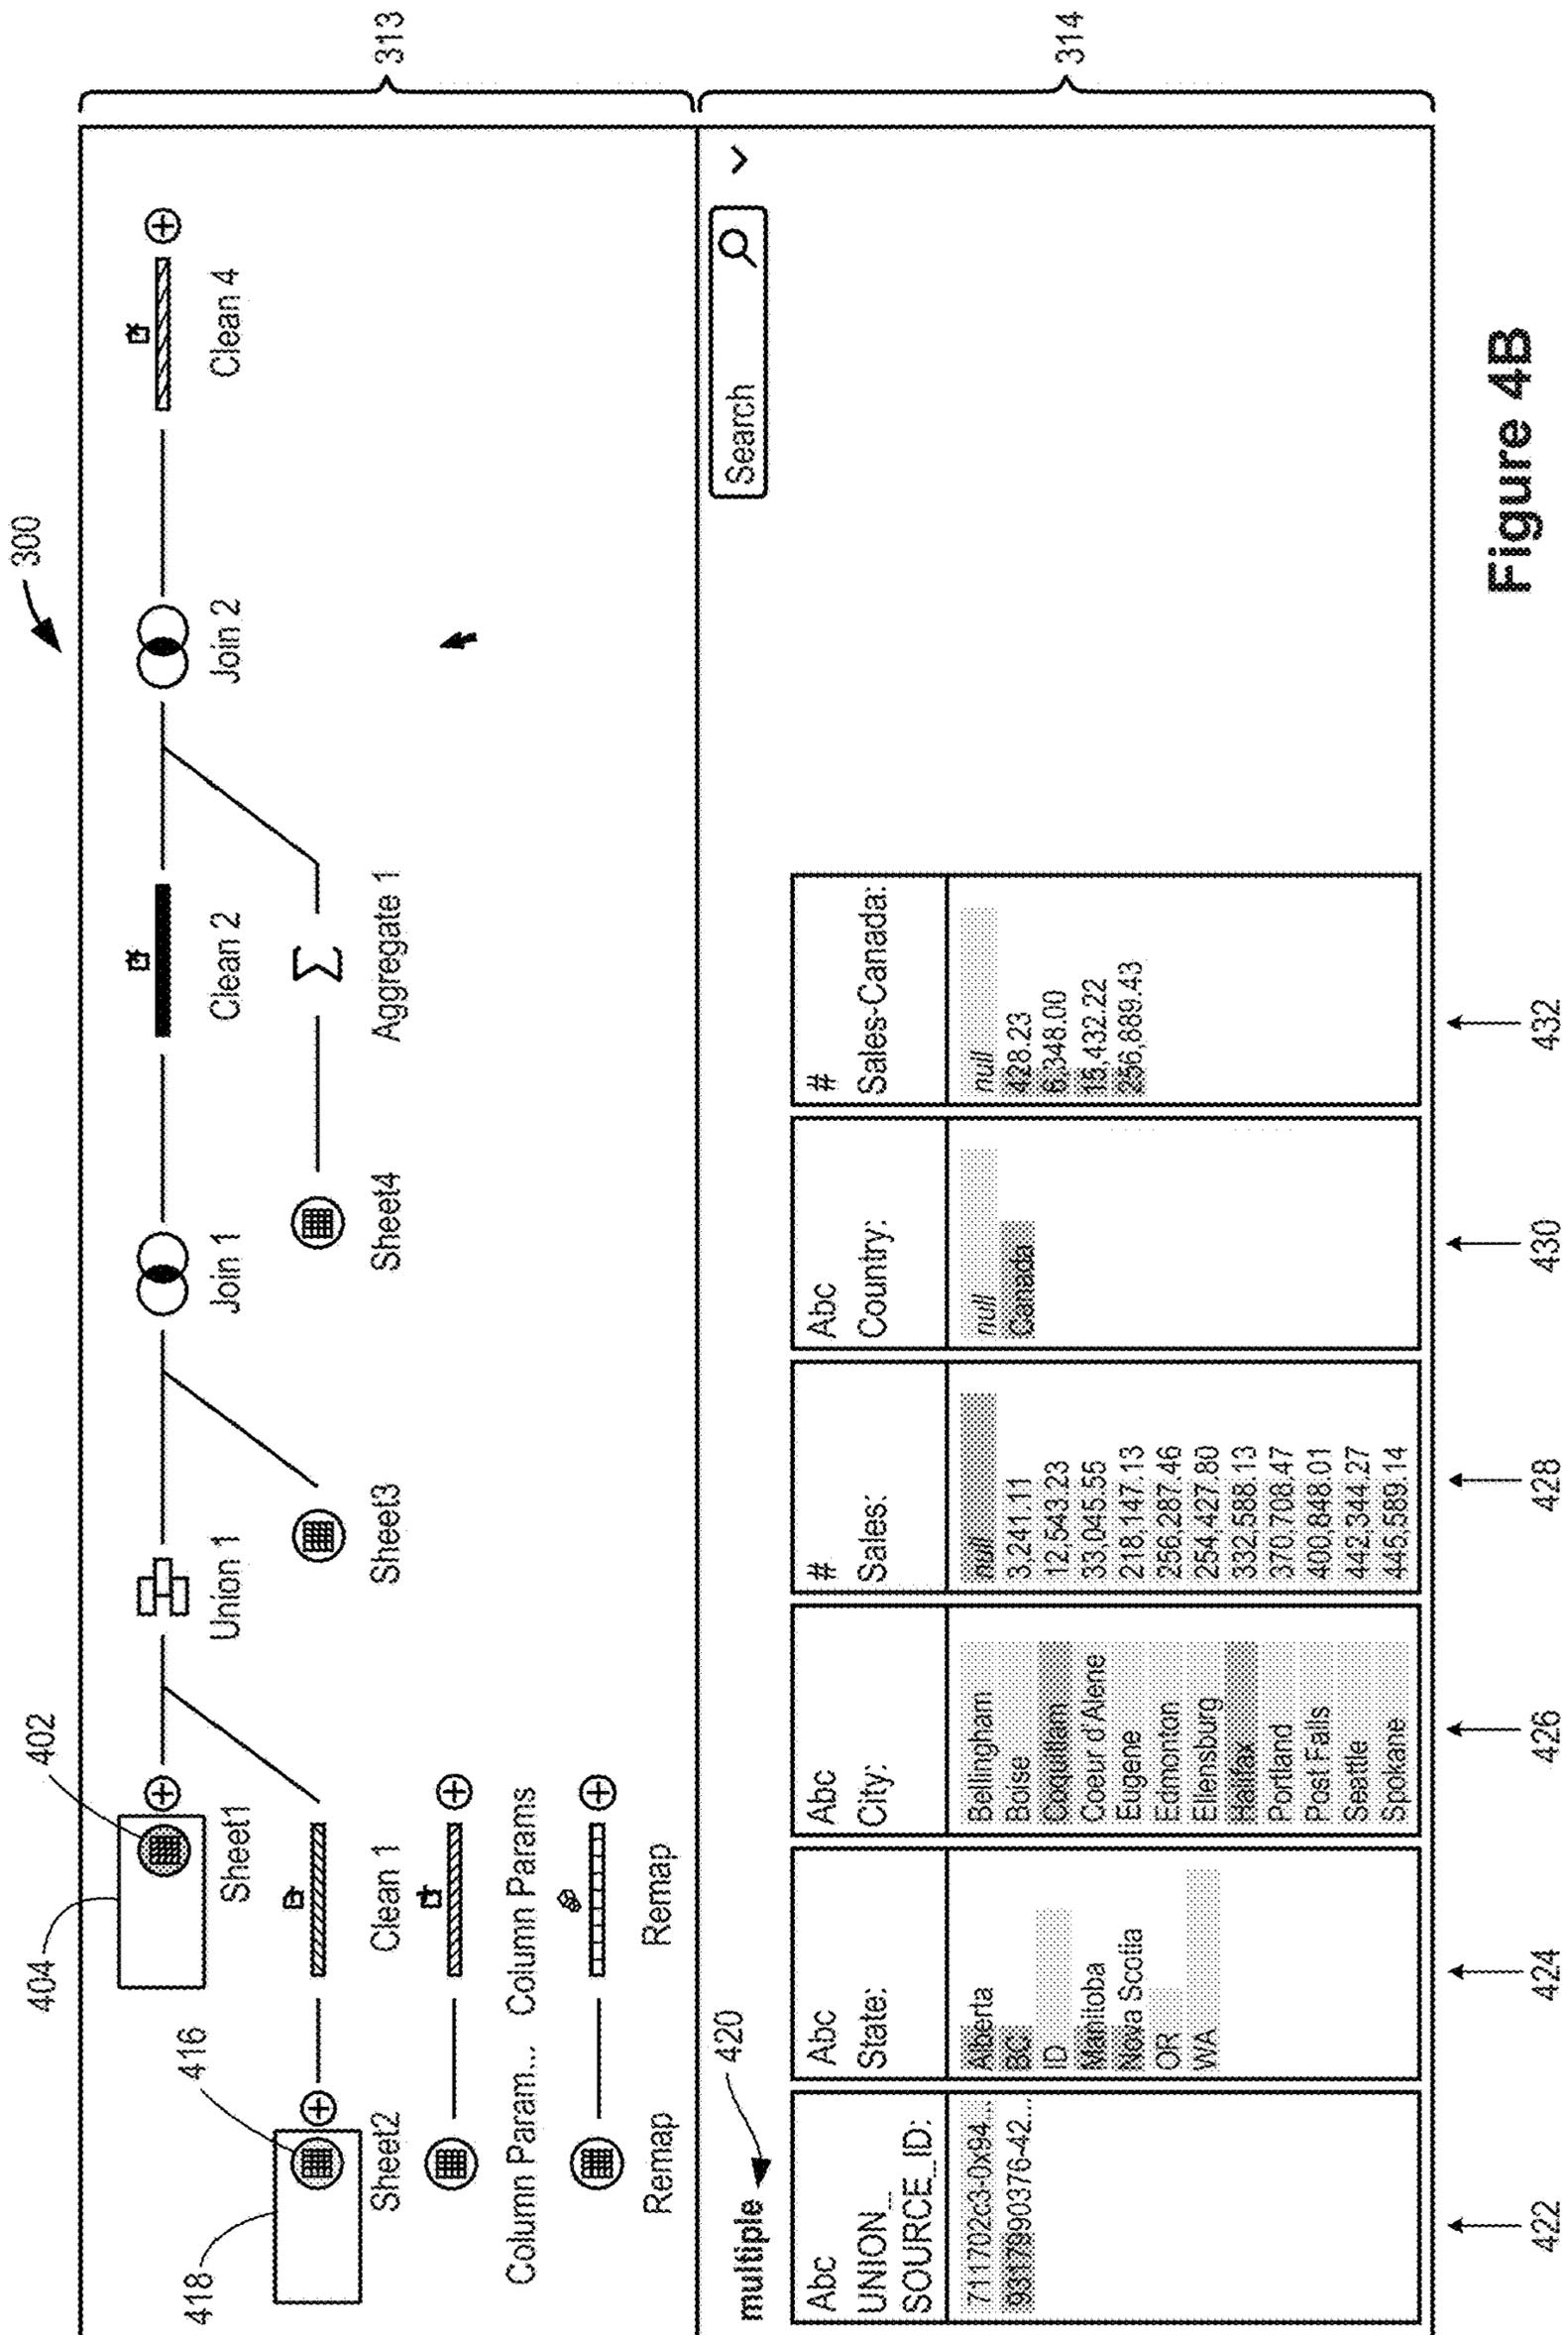 300
404
402
Sheet1
Union 1
Join 1
Clean 2
Join 2
Clean 4
313
418
416
Sheet2
Clean 1
Sheet3
Sheet4
Aggregate 1
Column Param...
Column Params
Remap
Remap
multiple
420
Search
314
Abc
UNION_
SOURCE_ID:
711702c3-0x94...
9317990376-42...
422
Abc
State:
Alberta
BC
ID
Manitoba
Nova Scotia
OR
WA
424
Abc
City:
Bellingham
Boise
Coquitlam
Coeur d'Alene
Eugene
Edmonton
Ellensburg
Halifax
Portland
Post Falls
Seattle
Spokane
426
#
Sales:
null
3,241.11
12,543.23
33,045.55
218,147.13
256,287.46
254,427.80
332,588.13
370,708.47
400,848.01
442,344.27
445,589.14
428
Abc
Country:
null
Canada
430
#
Sales-Canada:
null
428.23
348.00
432.22
432
Figure 4B